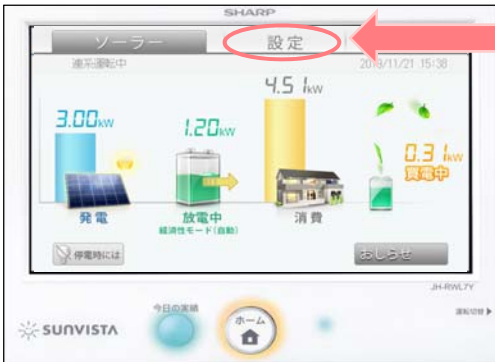 SHARP
ソーラー
設定
連系運転中
2019/11/21 15:38
3.00kW
1.20kW
4.51kW
0.31kW
買電中
発電
放電中
経済性モード(自動)
消費
停電時には
おしらせ
JH-RWL7Y
今日の実績
ホーム
運転切替
SUNVISTA